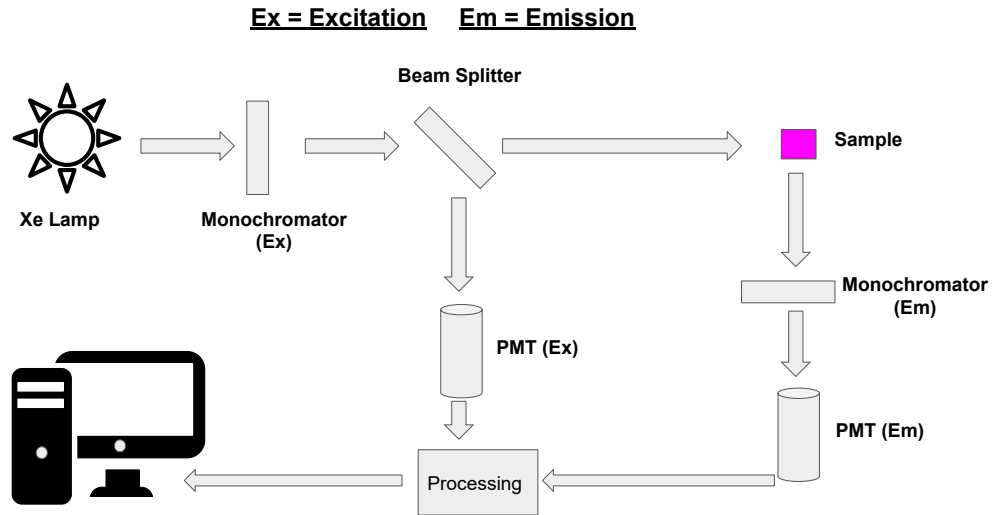 Ex = Excitation Em = Emission
Beam Splitter
Sample
Xe Lamp
Monochromator
(Ex)
Monochromator
(Em)
PMT (Ex)
PMT (Em)
Processing